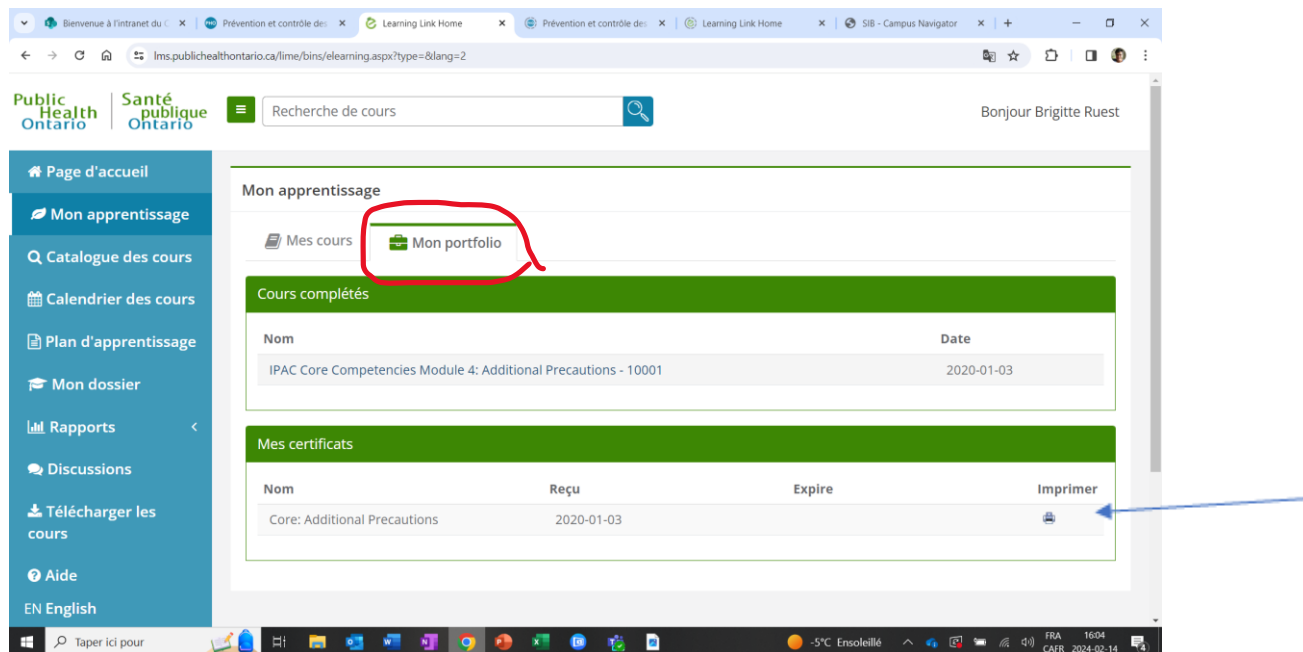 Bienvenue à l'intranet du C
Prévention et contrôle des
Learning Link Home
Prévention et contrôle des
Learning Link Home
SIB - Campus Navigator
lms.publichealthontario.ca/lime/bins/elearning.aspx?type=&lang=2
Public Health Ontario
Santé publique Ontario
Recherche de cours
Bonjour Brigitte Ruest
Page d'accueil
Mon apprentissage
Catalogue des cours
Calendrier des cours
Plan d'apprentissage
Mon dossier
Rapports
Discussions
Télécharger les
cours
Aide
EN English
Mon apprentissage
Mes cours
Mon portfolio
Cours complétés
Nom Date
IPAC Core Competencies Module 4: Additional Precautions - 10001 2020-01-03
Mes certificats
Nom Reçu Expire Imprimer
Core: Additional Precautions 2020-01-03
Taper ici pour
-5°C Ensoleillé
FRA 16:04
CAFR 2024-02-14
4